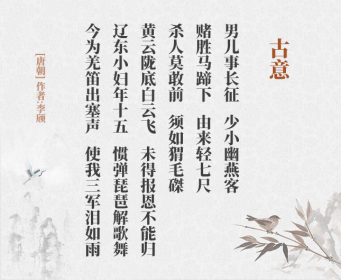 古意
男儿事长征 少小幽燕客
赌胜马蹄下 由来轻七尺
杀人莫敢前 须如猬毛磔
黄云陇底白云飞 未得报恩不能归
辽东小妇年十五 惯弹琵琶解歌舞
今为羌笛出塞声 使我三军泪如雨
[唐朝] 作者:李颀